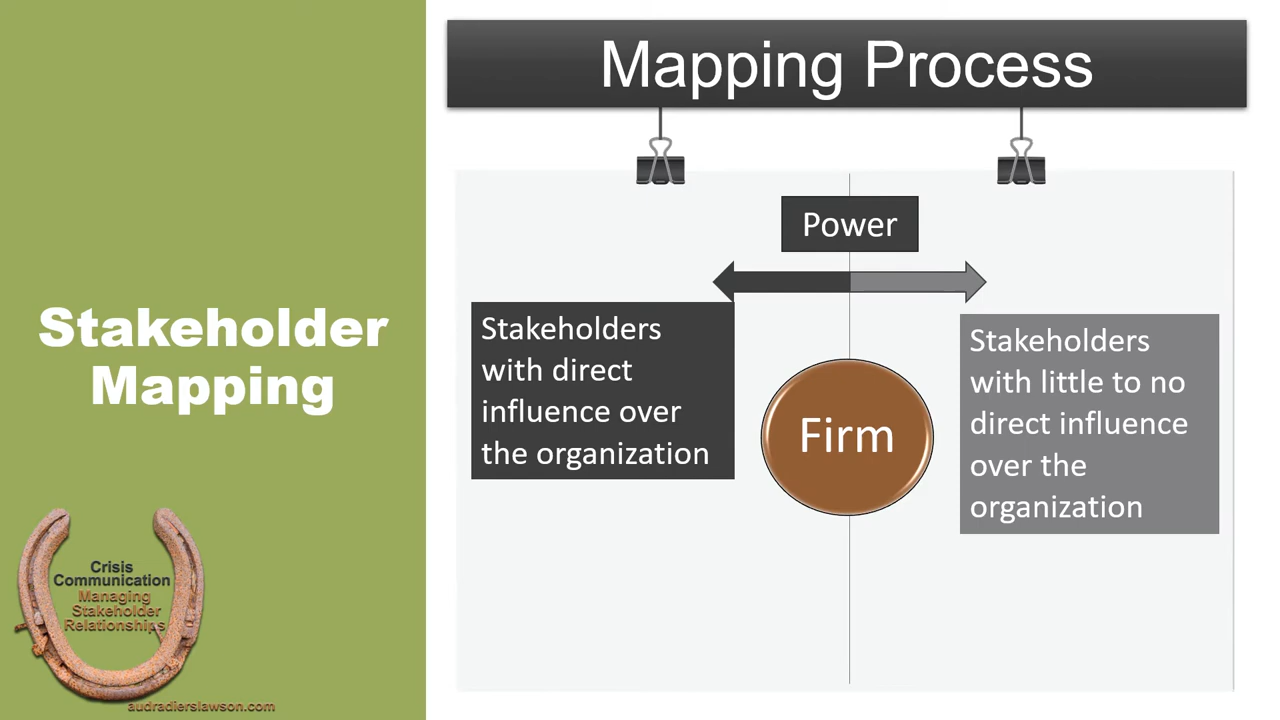 Mapping Process
Power
Stakeholders
with direct
influence over
the organization
Firm
Stakeholders
with little to no
direct influence
over the
organization
Stakeholder
Mapping
Crisis
Communication
Managing
Stakeholder
Relationships
audradierslawson.com